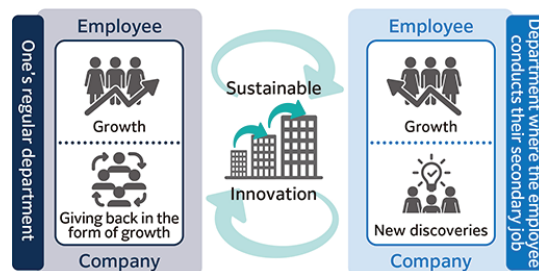 One's regular department
Employee
Growth
Giving back in the
form of growth
Company
Sustainable
Innovation
Employee
Growth
New discoveries
Company
Department where the employee
conducts their secondary job